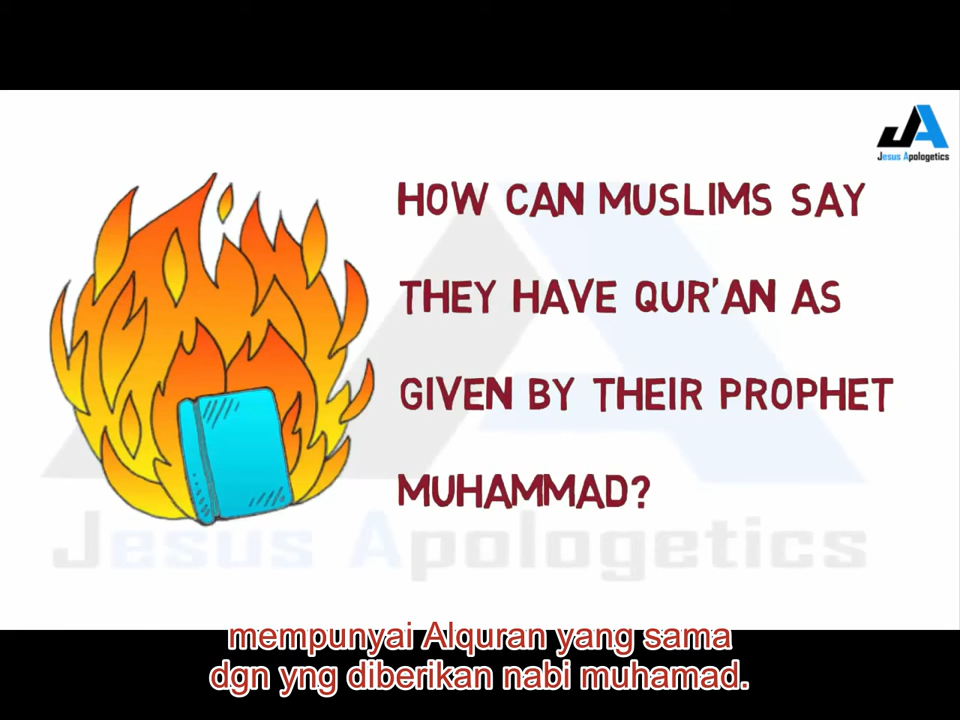 JA
Jesus Apologetics
HOW CAN MUSLIMS SAY
THEY HAVE QUR'AN AS
GIVEN BY THEIR PROPHET
MUHAMMAD?
Jesus Apologetics
mempunyai Alquran yang sama
dgn yng diberikan nabi muhamad.